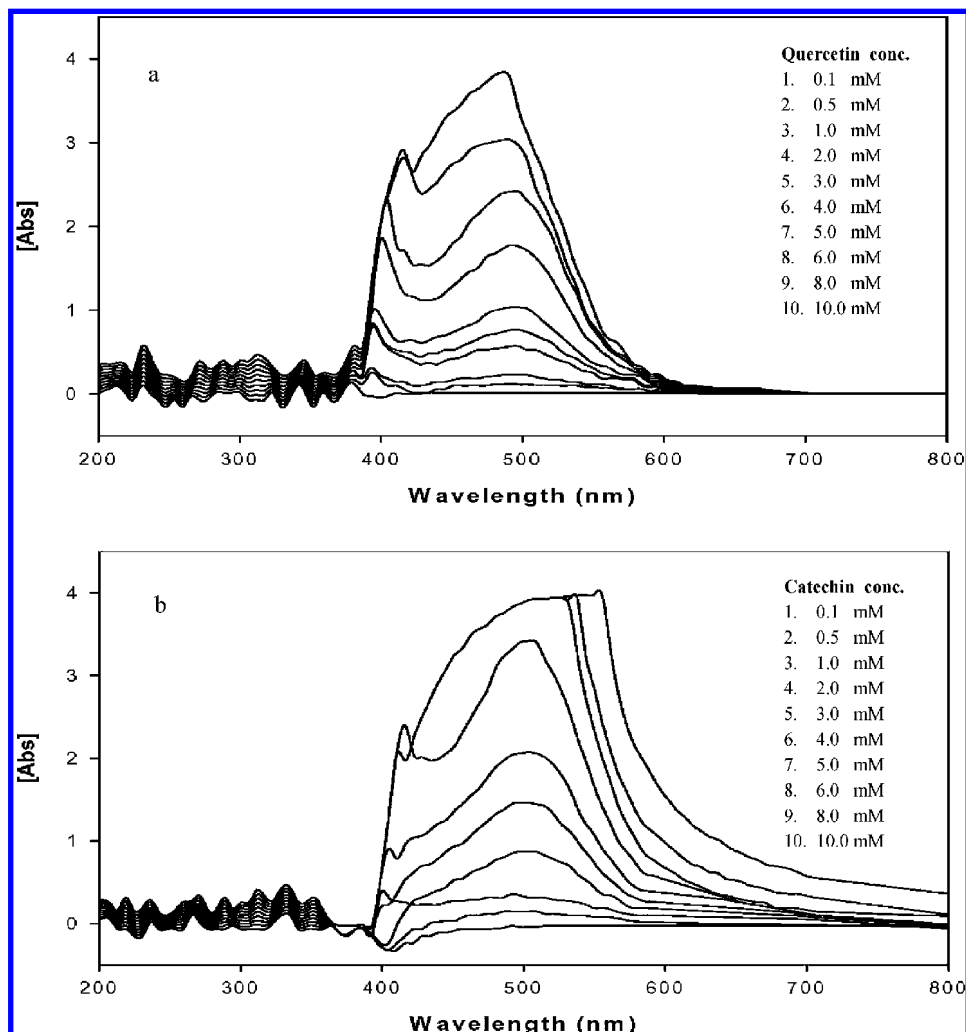 a
Quercetin conc.
1. 0.1 mM
2. 0.5 mM
3. 1.0 mM
4. 2.0 mM
5. 3.0 mM
6. 4.0 mM
7. 5.0 mM
8. 6.0 mM
9. 8.0 mM
10. 10.0 mM
[Abs]
4
3
2
1
0
200 300 400 500 600 700 800
Wavelength (nm)
b
Catechin conc.
1. 0.1 mM
2. 0.5 mM
3. 1.0 mM
4. 2.0 mM
5. 3.0 mM
6. 4.0 mM
7. 5.0 mM
8. 6.0 mM
9. 8.0 mM
10. 10.0 mM
[Abs]
4
3
2
1
0
200 300 400 500 600 700 800
Wavelength (nm)